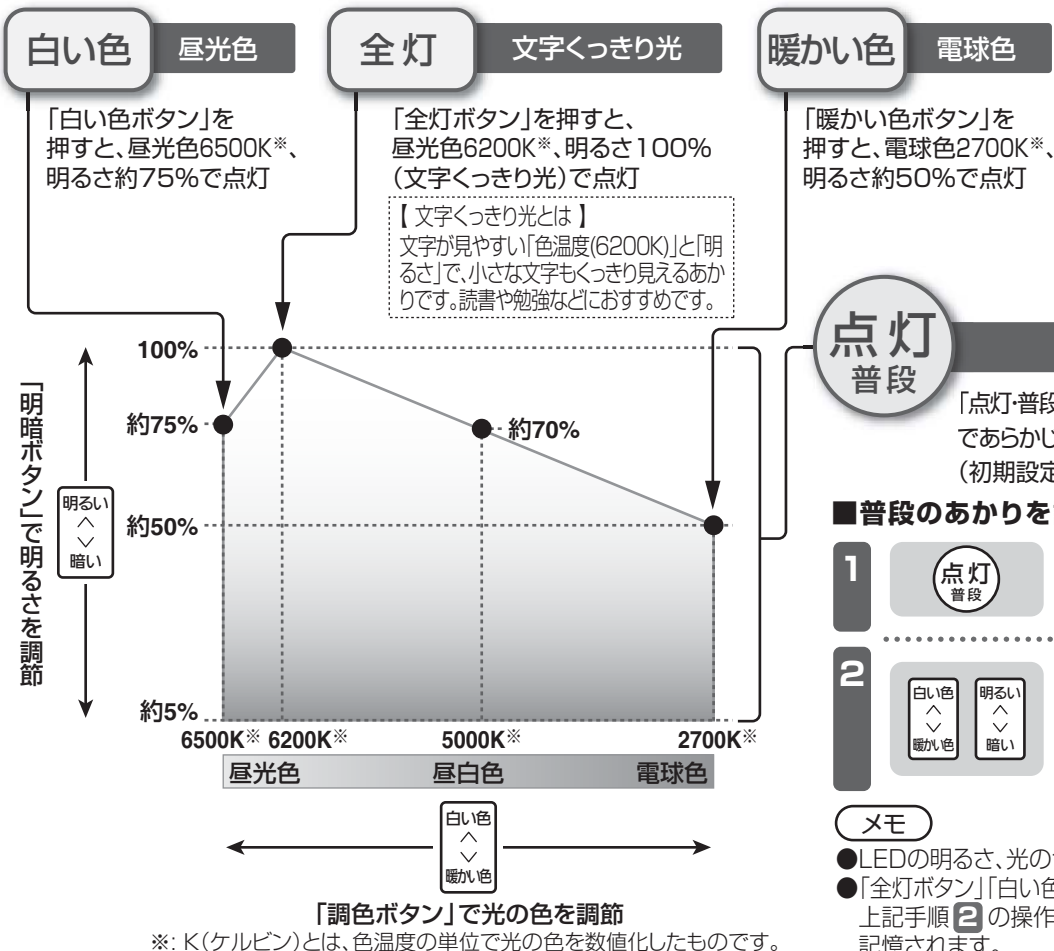 白い色 昼光色
「白い色ボタン」を
押すと、昼光色6500K※、
明るさ約75%で点灯
全灯 文字くっきり光
「全灯ボタン」を押すと、
昼光色6200K※、明るさ100%
(文字くっきり光)で点灯
【 文字くっきり光とは 】
文字が見やすい「色温度(6200K)」と「明
るさ」で、小さな文字もくっきり見えるあか
りです。読書や勉強などにおすすめです。
暖かい色 電球色
「暖かい色ボタン」を
押すと、電球色2700K※、
明るさ約50%で点灯
「明暗ボタン」で明るさを調節
明るい
暗い
100%
約75%
約70%
約50%
約5%
6500K※ 6200K※ 5000K※ 2700K※
昼光色 昼白色 電球色
白い色
暖かい色
「調色ボタン」で光の色を調節
※: K(ケルビン)とは、色温度の単位で光の色を数値化したものです。
点灯
普段
「点灯・普段
であらかじ
(初期設定
■普段のあかりを
1
点灯
普段
2
白い色
暖かい色
明るい
暗い
メモ
●LEDの明るさ、光の
●「全灯ボタン」「白い色
上記手順2の操作
記憶されます。